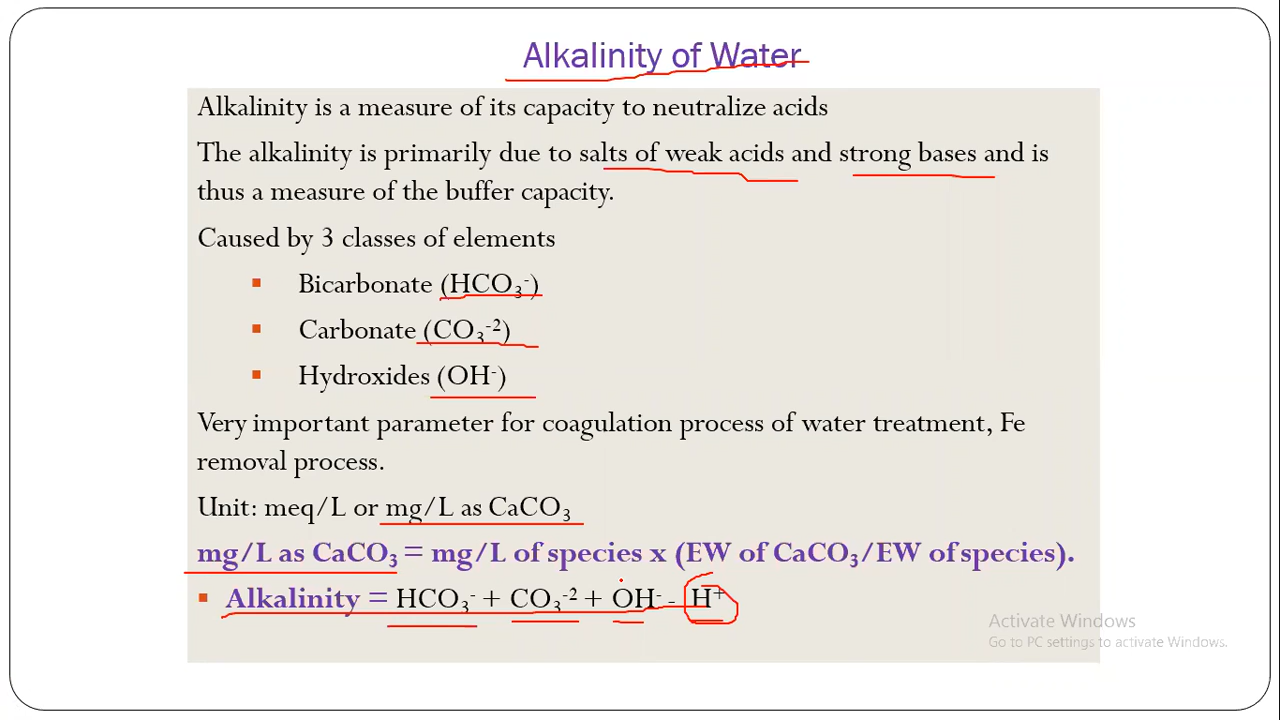 Alkalinity of Water
Alkalinity is a measure of its capacity to neutralize acids
The alkalinity is primarily due to salts of weak acids and strong bases and is
thus a measure of the buffer capacity.
Caused by 3 classes of elements
▪ Bicarbonate (HCO₃⁻)
▪ Carbonate (CO₃⁻²)
▪ Hydroxides (OH⁻)
Very important parameter for coagulation process of water treatment, Fe
removal process.
Unit: meq/L or mg/L as CaCO₃
mg/L as CaCO₃ = mg/L of species x (EW of CaCO₃/EW of species).
▪ Alkalinity = HCO₃⁻ + CO₃⁻² + OH⁻ - H⁺
Activate Windows
Go to PC settings to activate Windows.